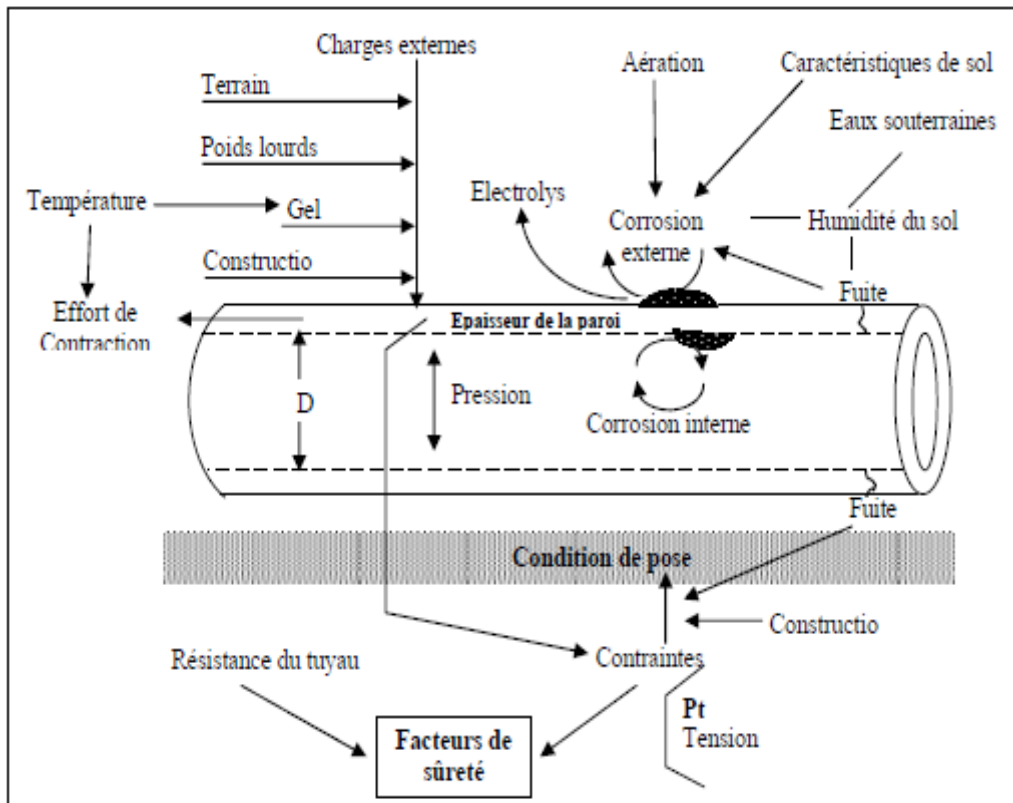 Charges externes
Aération
Caractéristiques de sol
Terrain
Eaux souterraines
Poids lourds
Electrolys
Température
Gel
Corrosion
externe
Humidité du sol
Constructio
Effort de
Contraction
Fuite
Epaisseur de la paroi
D
Pression
Corrosion interne
Fuite
Condition de pose
Constructio
Résistance du tuyau
Contraintes
Pt
Tension
Facteurs de
sûreté